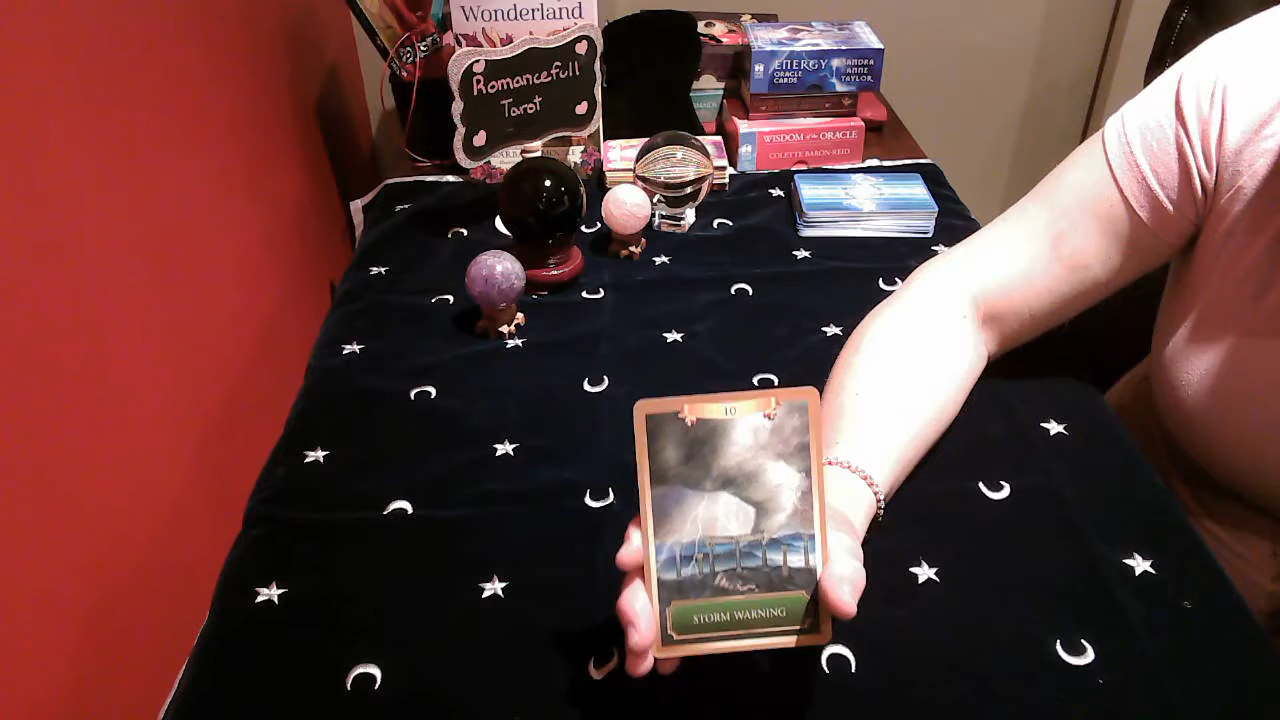 Wonderland
Romancefull
Tarot
ENERGY
ORACLE
CARDS
SANDRA
ANNE
TAYLOR
WISDOM of the ORACLE
COLETTE BARON-REID
10
STORM WARNING